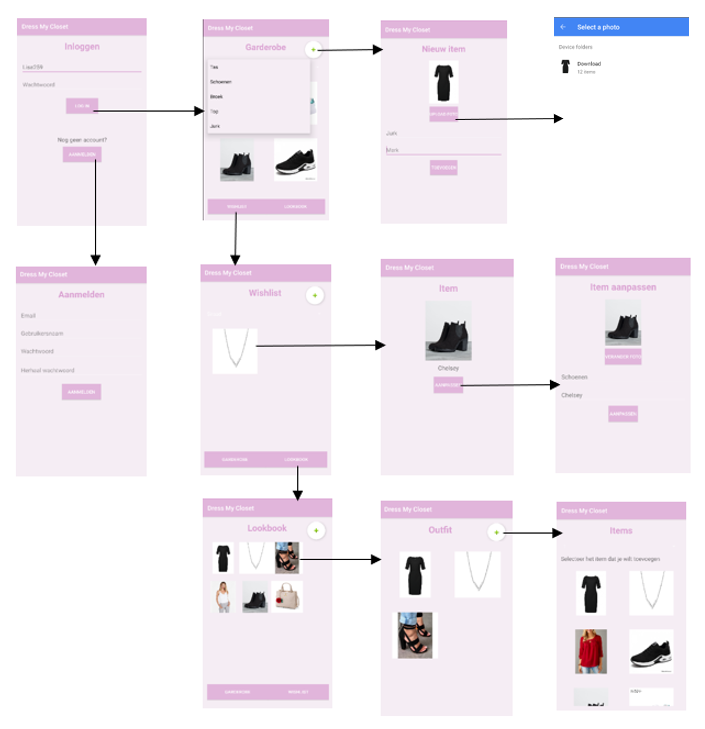 Dress My Closet
Inloggen
Lisa289
Wachtwoord
LOG IN
Nog geen account?
AANMELDEN
Dress My Closet
Garderobe
+
Tas
Schoenen
Broek
Top
Jurk
WISHLIST
LOOKBOOK
Dress My Closet
Nieuw item
UPLOAD FOTO
Jurk
Merk
TOEVOEGEN
Select a photo
Device folders
Download
12 items
Dress My Closet
Aanmelden
Email
Gebruikersnaam
Wachtwoord
Herhaal wachtwoord
AANMELDEN
Dress My Closet
Wishlist
+
GARDEROBE
LOOKBOOK
Dress My Closet
Item
Chelsey
AANPASSEN
Dress My Closet
Item aanpassen
VERANDER FOTO
Schoenen
Chelsey
AANPASSEN
Dress My Closet
Lookbook
+
GARDEROBE
WISHLIST
Dress My Closet
Outfit
+
Dress My Closet
Items
Selecteer het item dat je wilt toevoegen